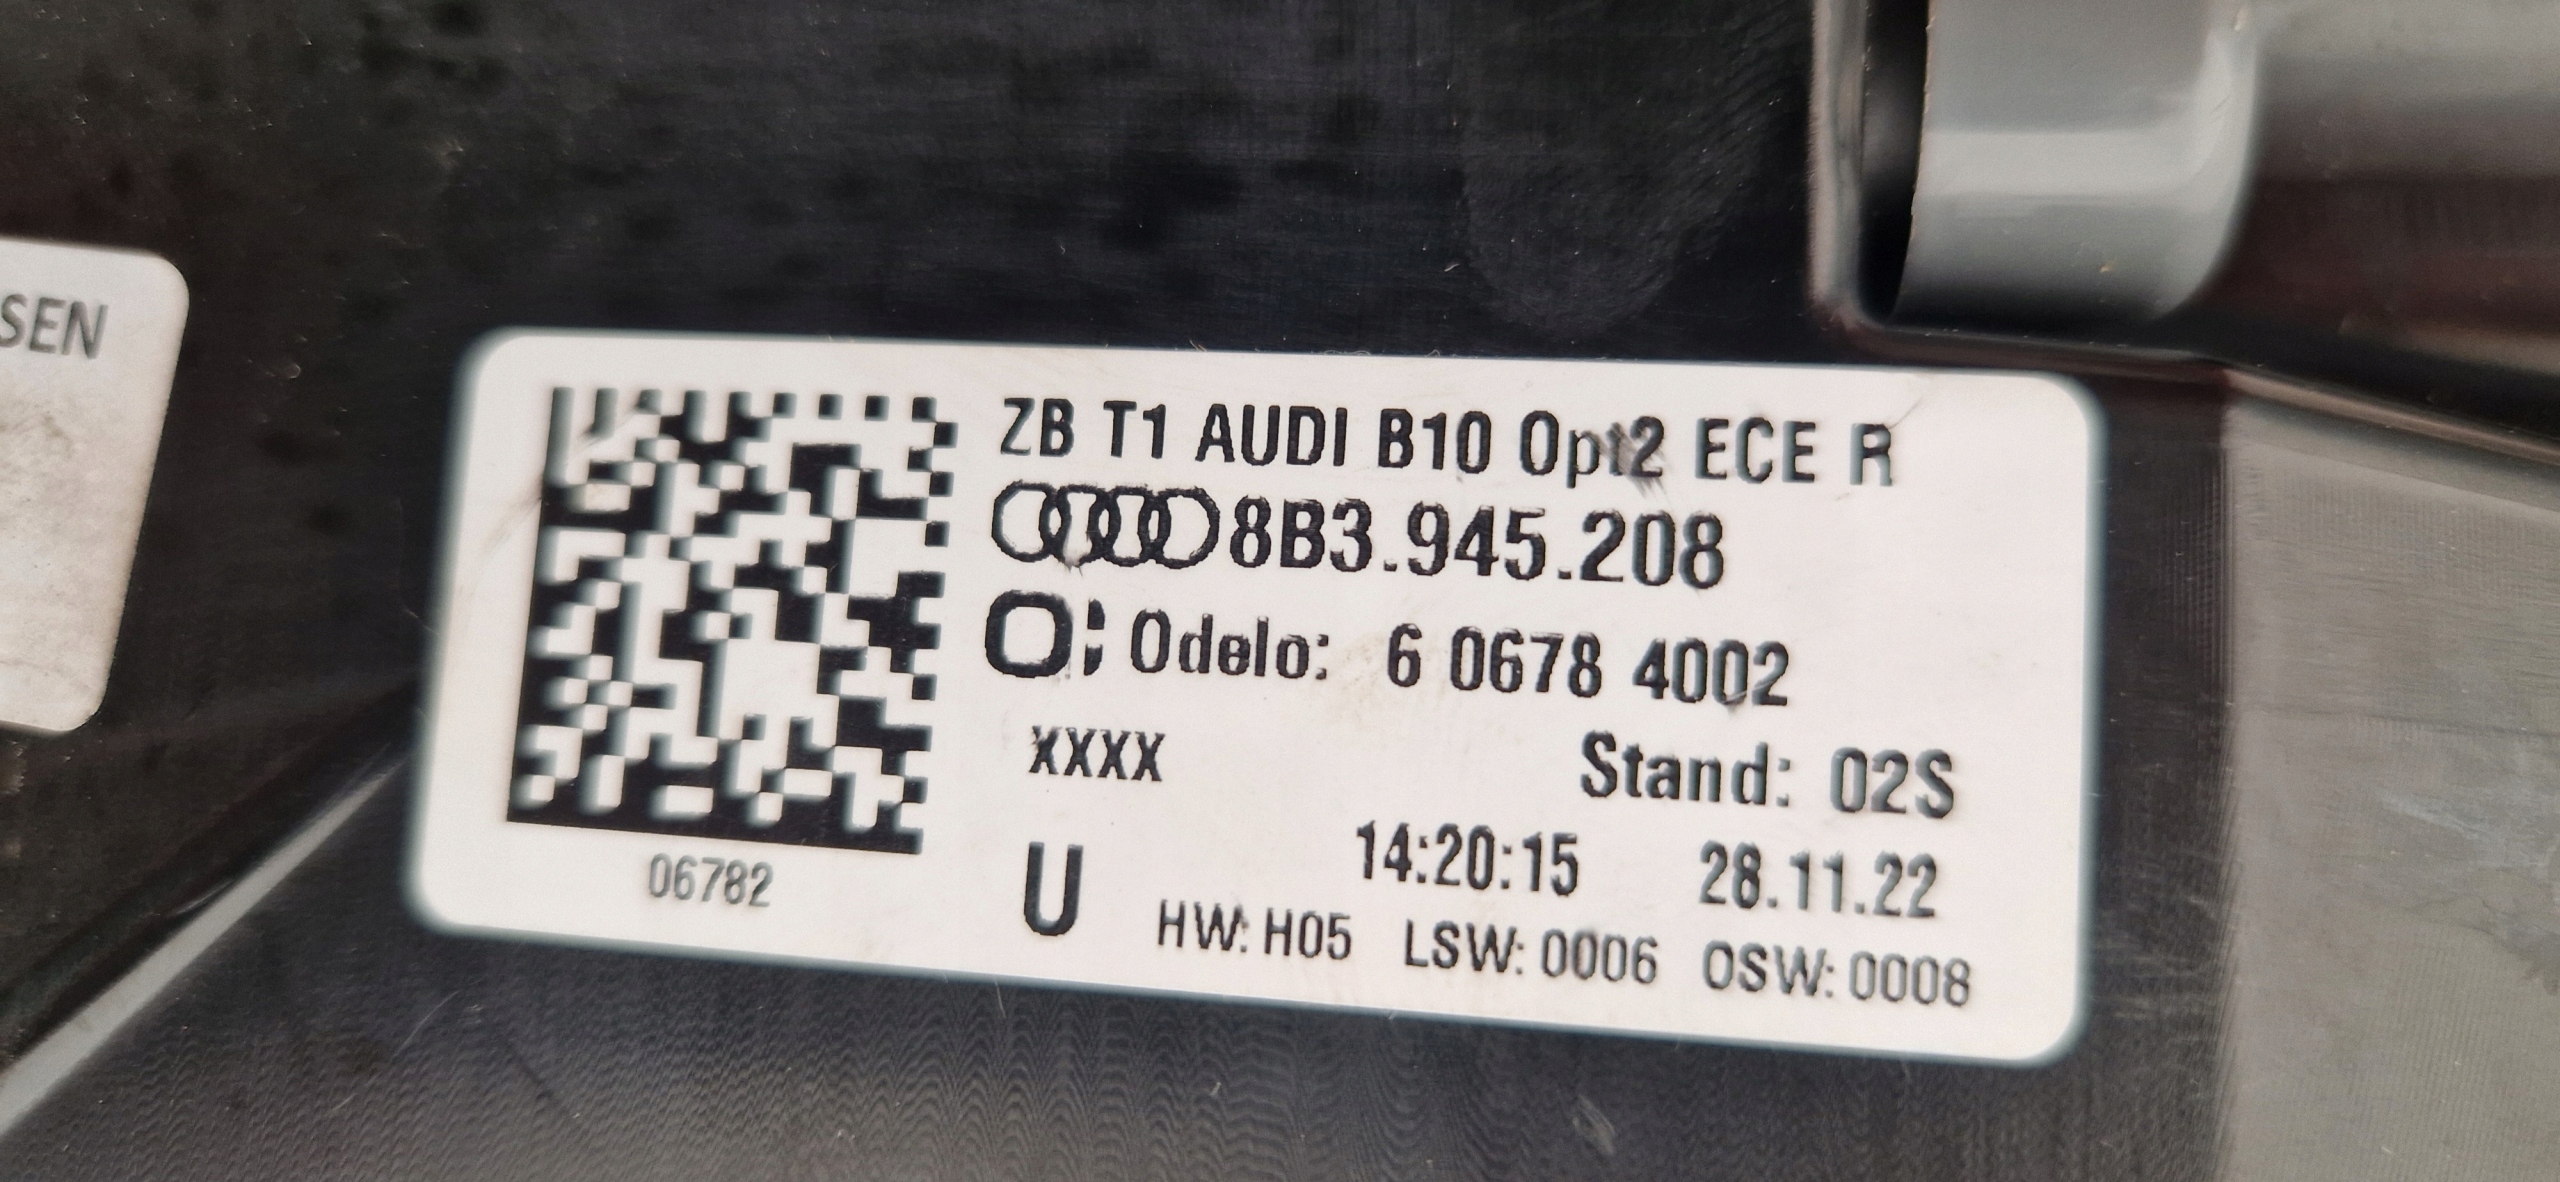 SEN
ZB T1 AUDI B10 Opt2 ECE R
8B3.945.208
Odelo: 6 0678 4002
XXXX
Stand: 02S
14:20:15 28.11.22
U
HW: H05 LSW: 0006 OSW: 0008
06782